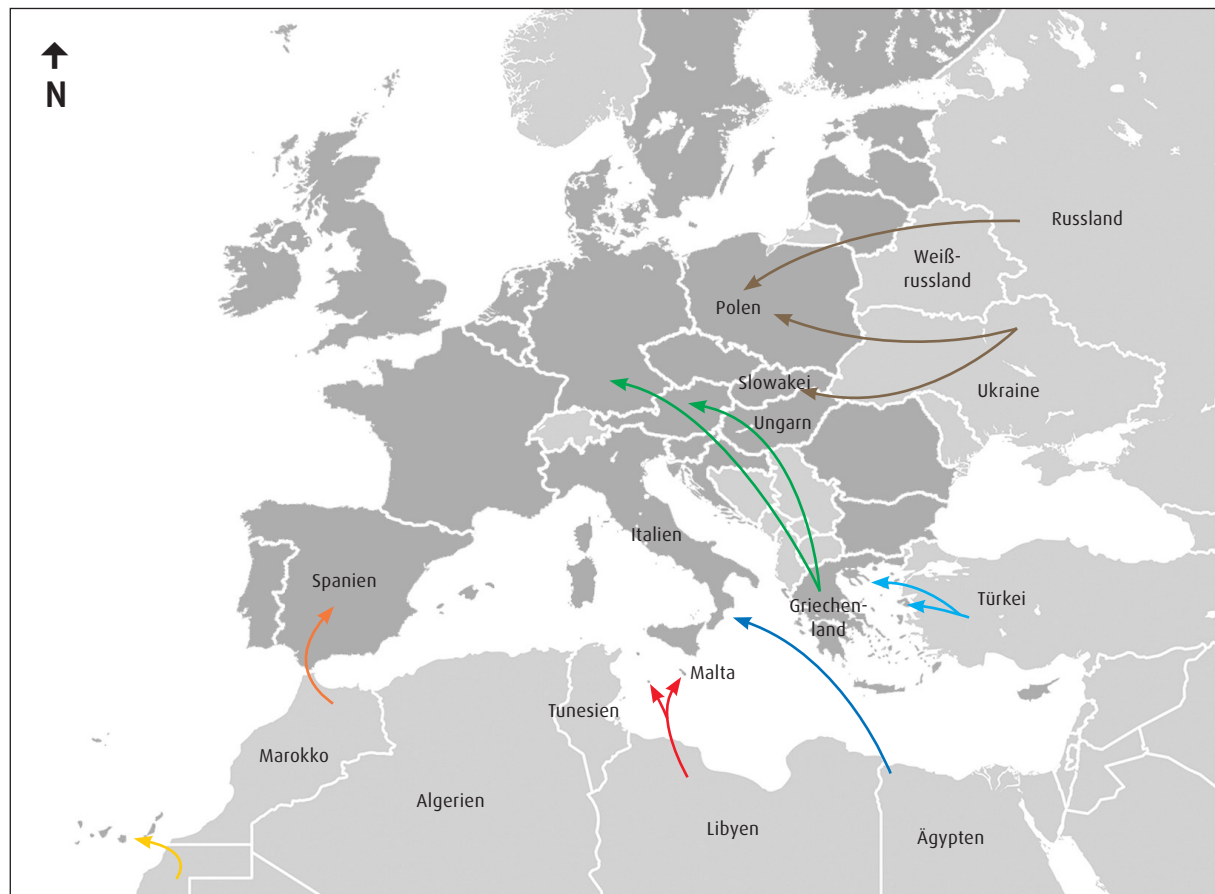 N
Russland
Weiß-
russland
Polen
Slowakei
Ukraine
Ungarn
Italien
Spanien
Türkei
Griechen-
land
Malta
Tunesien
Marokko
Algerien
Libyen
Ägypten